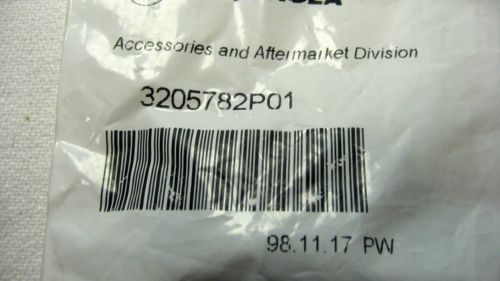 Accessories and Aftermarket Division
3205782P01
98.11.17 PW